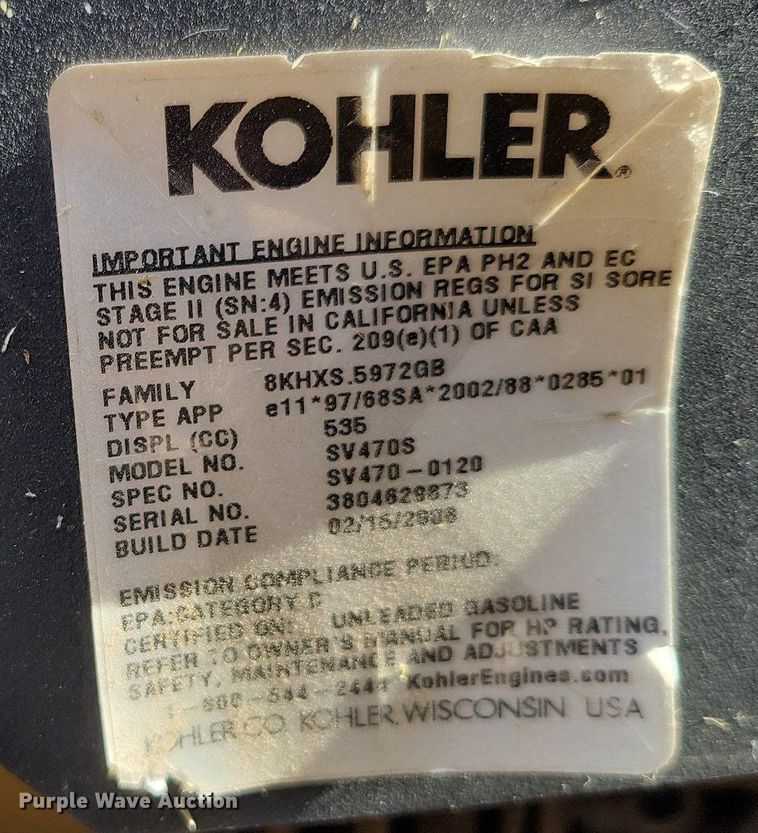 KOHLER®
IMPORTANT ENGINE INFORMATION
THIS ENGINE MEETS U.S. EPA PH2 AND EC
STAGE II (SN:4) EMISSION REGS FOR SI SORE
NOT FOR SALE IN CALIFORNIA UNLESS
PREEMPT PER SEC. 209(e)(1) OF CAA
FAMILY 8KHXS.5972GB
TYPE APP e11*97/68SA*2002/88*0285*01
DISPL (CC) 535
MODEL NO. SV470S
SPEC NO. SV470-0120
SERIAL NO. 3804629873
BUILD DATE 02/15/2008
EMISSION COMPLIANCE PERIOD:
EPA:CATEGORY C
CERTIFIED ON: UNLEADED GASOLINE
REFER TO OWNER'S MANUAL FOR HP RATING,
SAFETY, MAINTENANCE AND ADJUSTMENTS
1-800-544-2444 KohlerEngines.com
KOHLER CO. KOHLER, WISCONSIN USA
Purple Wave Auction